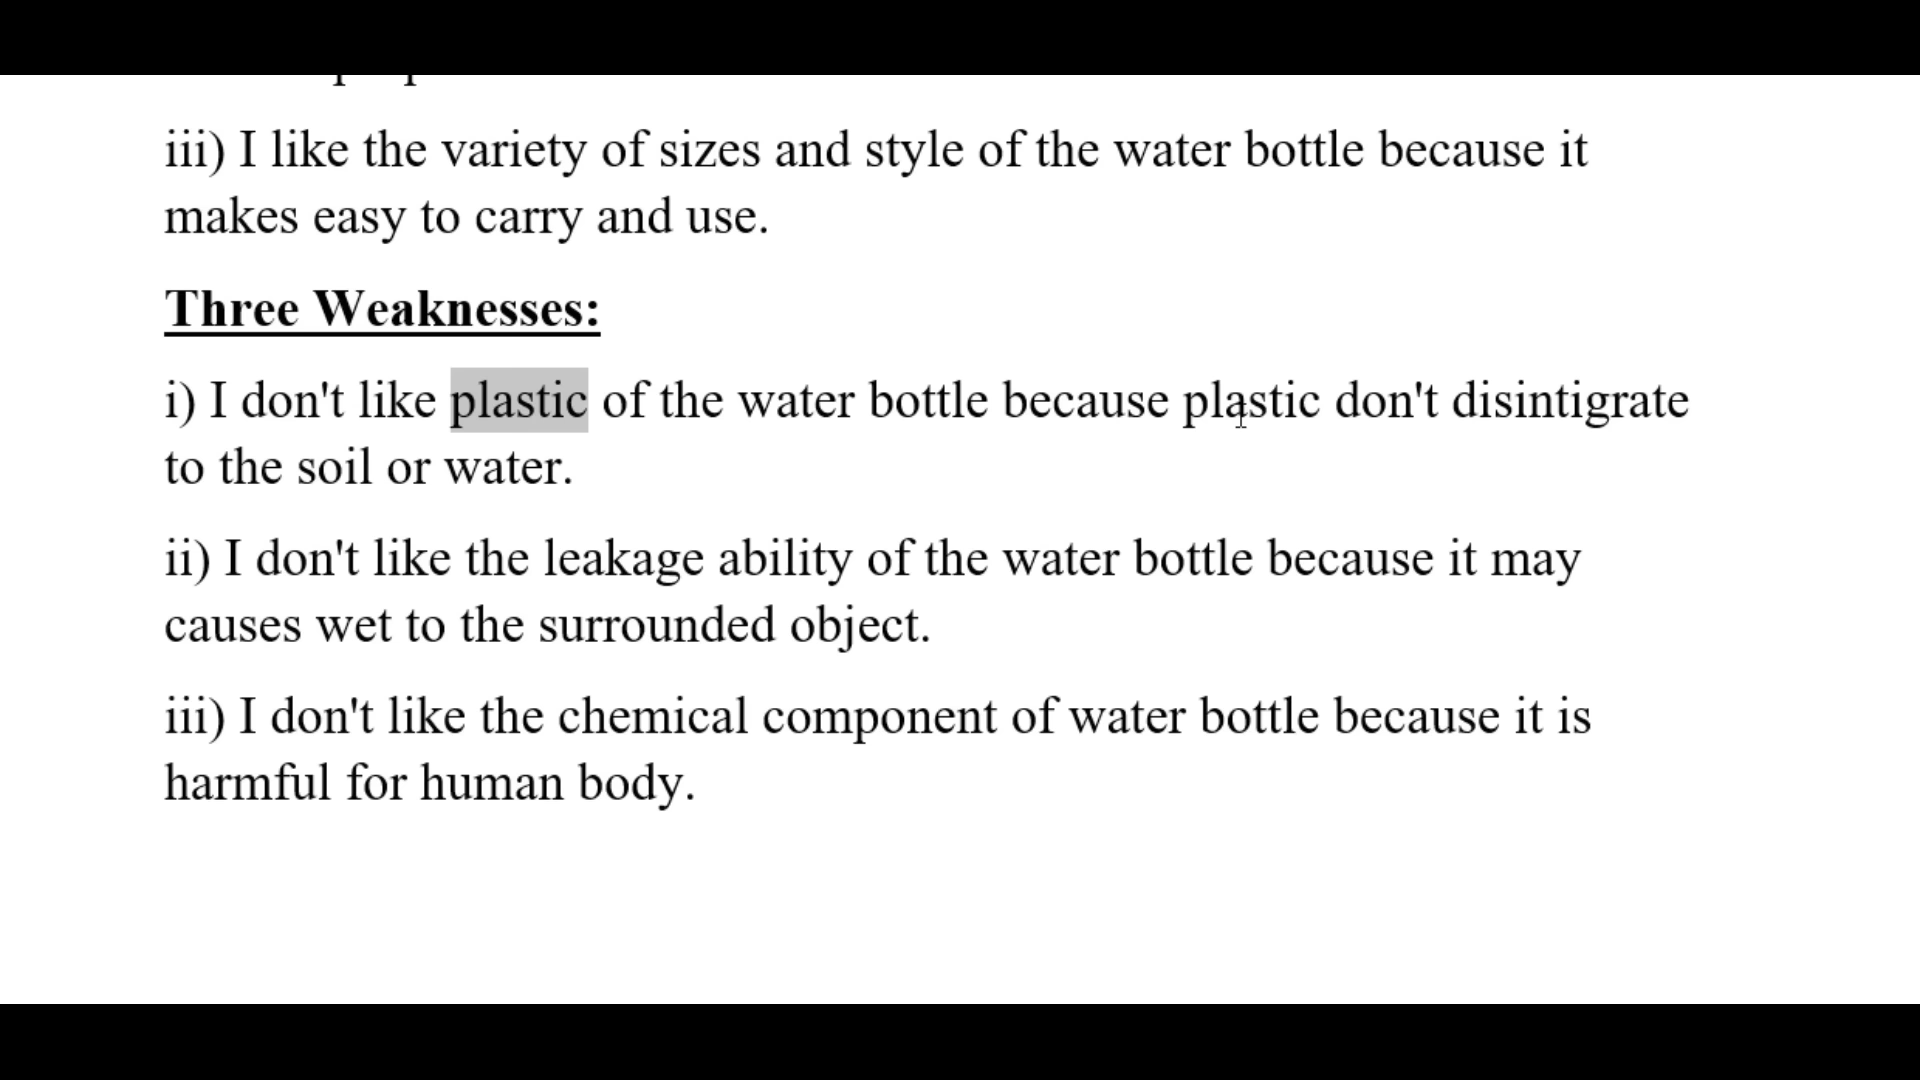 iii) I like the variety of sizes and style of the water bottle because it
makes easy to carry and use.
Three Weaknesses:
i) I don't like plastic of the water bottle because plastic don't disintigrate
to the soil or water.
ii) I don't like the leakage ability of the water bottle because it may
causes wet to the surrounded object.
iii) I don't like the chemical component of water bottle because it is
harmful for human body.